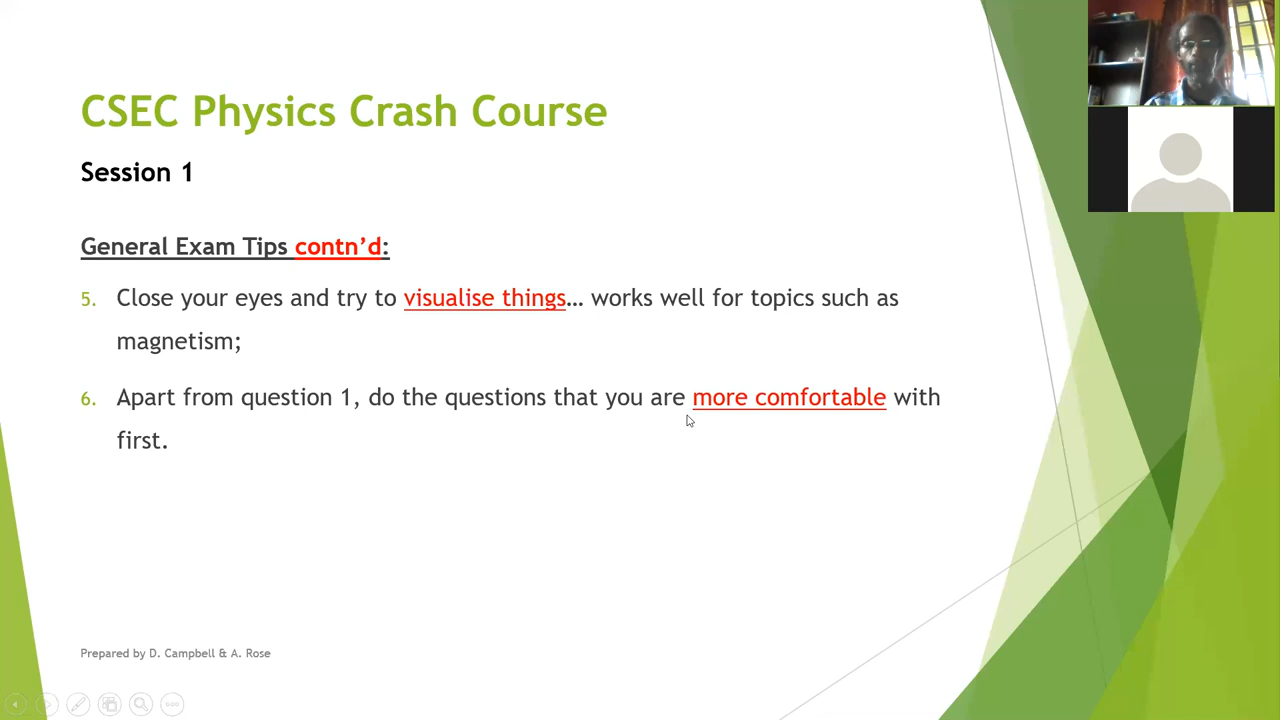 CSEC Physics Crash Course
Session 1
General Exam Tips contn’d:
5. Close your eyes and try to visualise things… works well for topics such as
magnetism;
6. Apart from question 1, do the questions that you are more comfortable with
first.
Prepared by D. Campbell & A. Rose